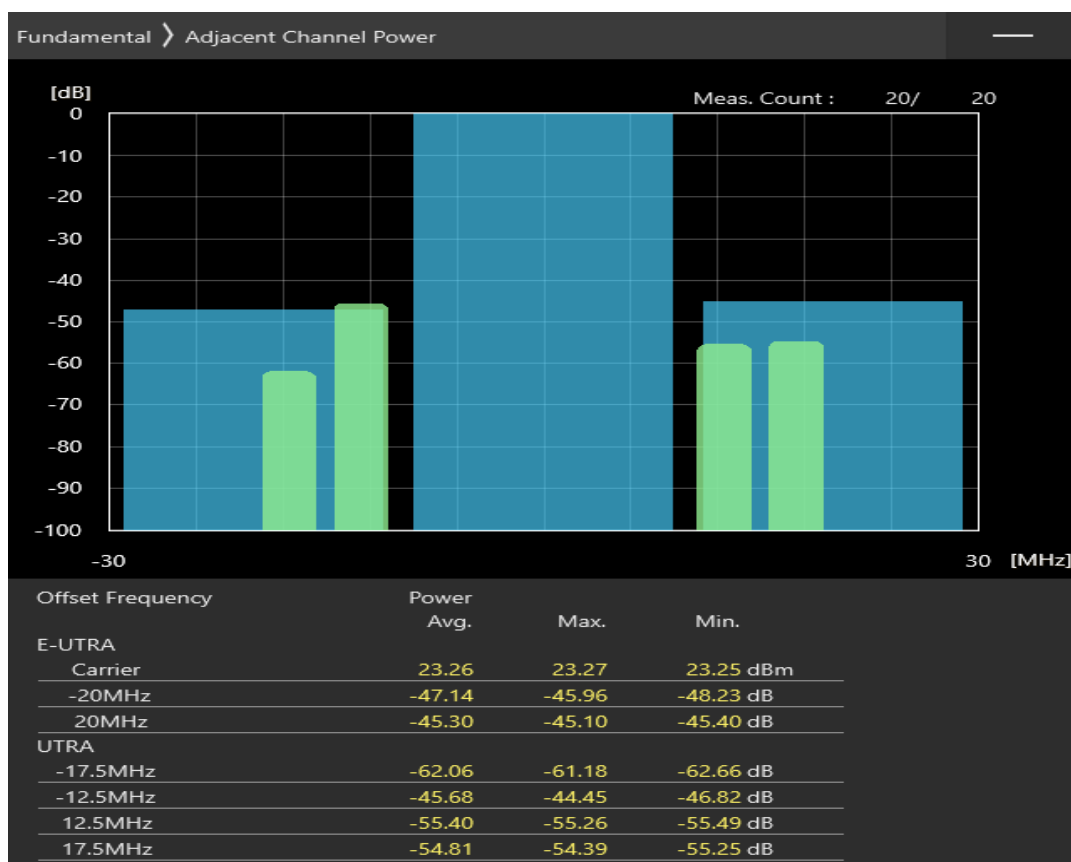 Fundamental ❯ Adjacent Channel Power
[dB]
Meas. Count : 20/ 20
0
-10
-20
-30
-40
-50
-60
-70
-80
-90
-100
-30 30 [MHz]
Offset Frequency Power
Avg. Max. Min.
E-UTRA
Carrier 23.26 23.27 23.25 dBm
-20MHz -47.14 -45.96 -48.23 dB
20MHz -45.30 -45.10 -45.40 dB
UTRA
-17.5MHz -62.06 -61.18 -62.66 dB
-12.5MHz -45.68 -44.45 -46.82 dB
12.5MHz -55.40 -55.26 -55.49 dB
17.5MHz -54.81 -54.39 -55.25 dB